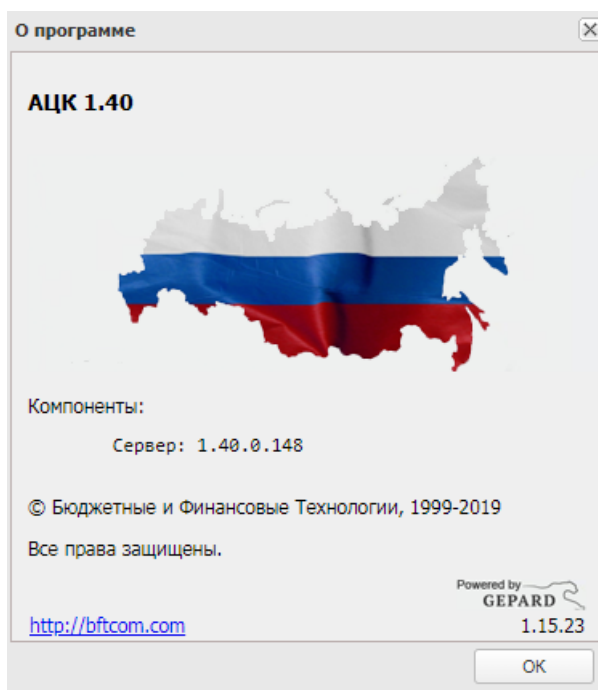 О программе
АЦК 1.40
Компоненты:
Сервер: 1.40.0.148
© Бюджетные и Финансовые Технологии, 1999-2019
Все права защищены.
Powered by
GEPARD
http://bftcom.com
1.15.23
ОК